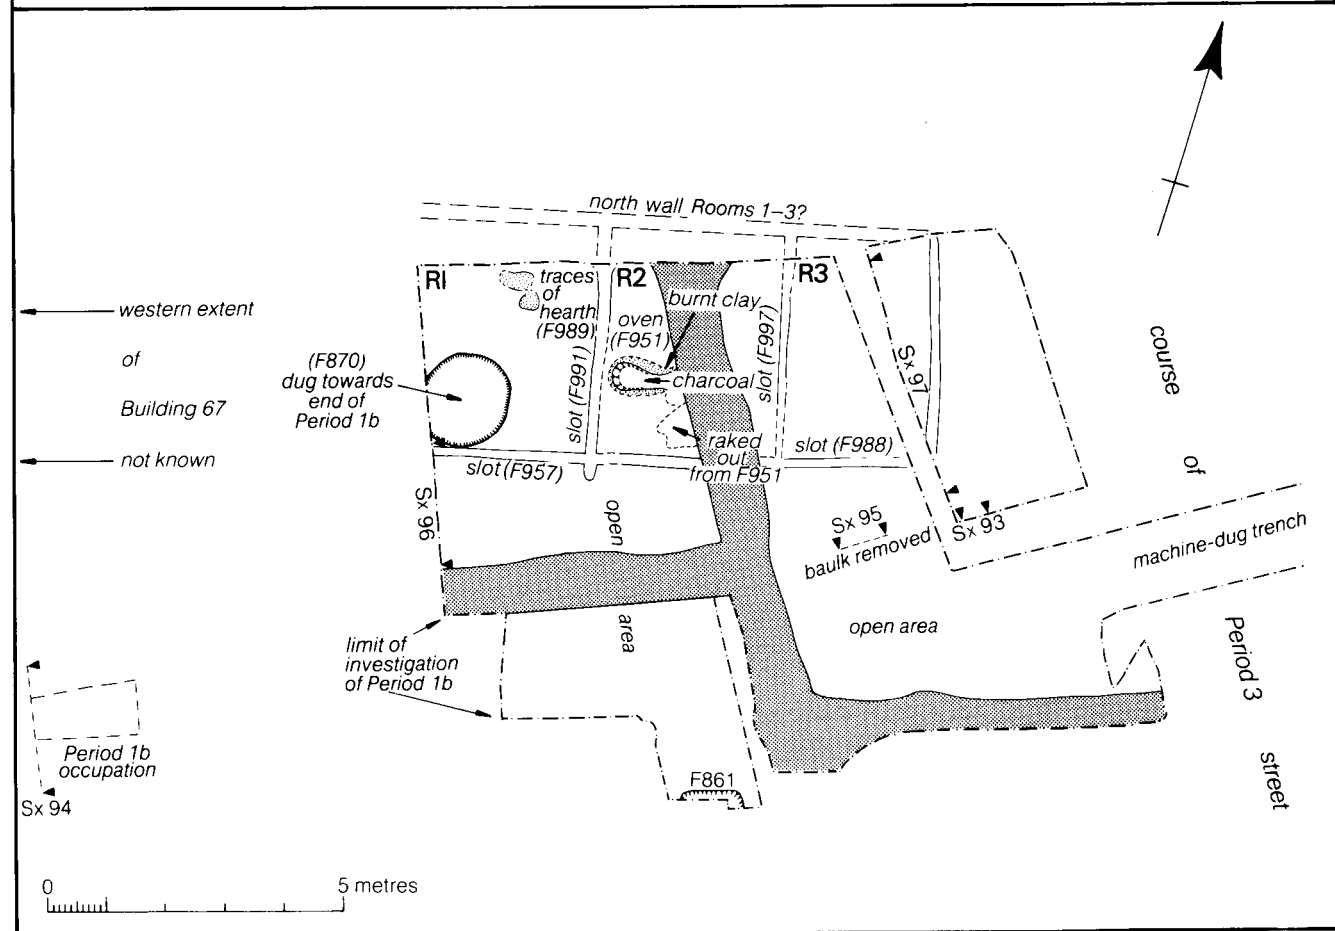 north wall Rooms 1–3?
R1
traces
of
hearth
(F989)
R2
R3
burnt clay
oven
(F951)
charcoal
slot (F991)
slot (F997)
Sx 97
western extent
of
Building 67
not known
(F870)
dug towards
end of
Period 1b
raked
out
from F951
slot (F988)
slot (F957)
Sx 96
open
area
Sx 95
baulk removed
Sx 93
machine-dug trench
course
of
Period 3
street
open area
limit of
investigation
of Period 1b
Period 1b
occupation
Sx 94
F861
0
5 metres